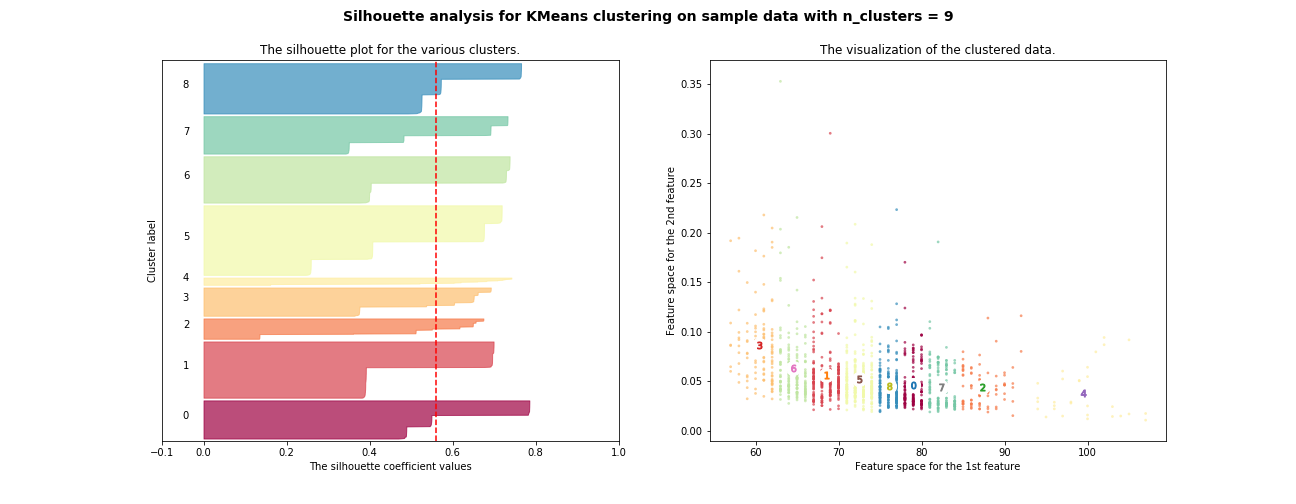 Silhouette analysis for KMeans clustering on sample data with n_clusters = 9
The silhouette plot for the various clusters.
8
7
6
5
4
3
2
1
0
Cluster label
−0.1 0.0 0.2 0.4 0.6 0.8 1.0
The silhouette coefficient values
The visualization of the clustered data.
0.35
0.30
0.25
0.20
0.15
0.10
0.05
0.00
Feature space for the 2nd feature
3
6
1
5
8
0
7
2
4
60 70 80 90 100
Feature space for the 1st feature